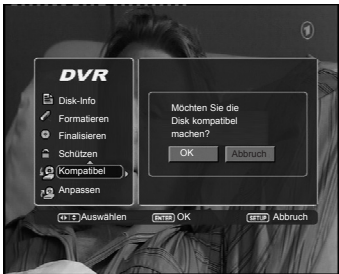 DVR
Disk-Info
Formatieren
Finalisieren
Schützen
Kompatibel
Anpassen
Möchten Sie die
Disk kompatibel
machen?
OK Abbruch
Auswählen ENTER OK SETUP Abbruch
1